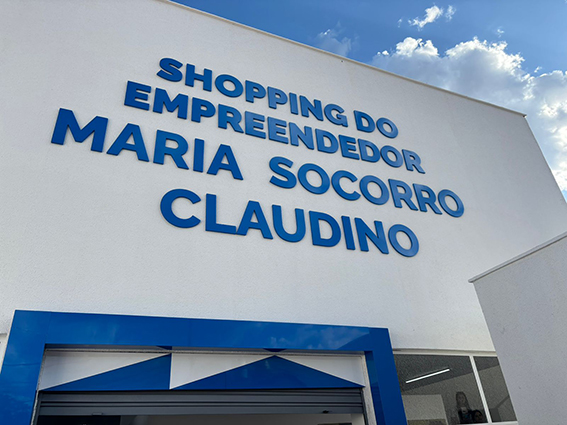 SHOPPING DO
EMPREENDEDOR
MARIA SOCORRO
CLAUDINO